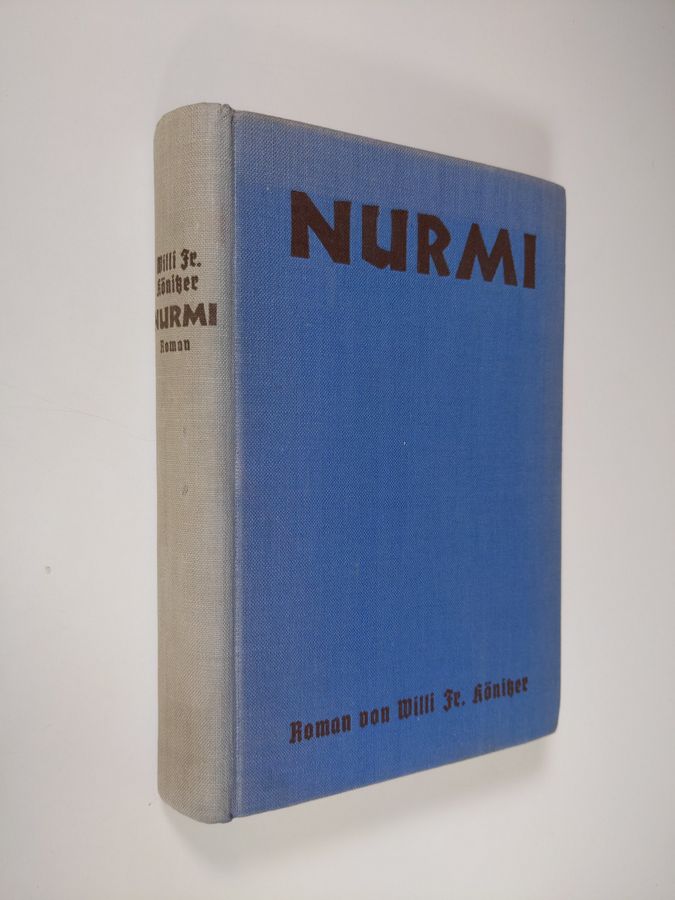 Willi Fr.
Könitzer
NURMI
Roman
NURMI
Roman von Willi Fr. Könitzer